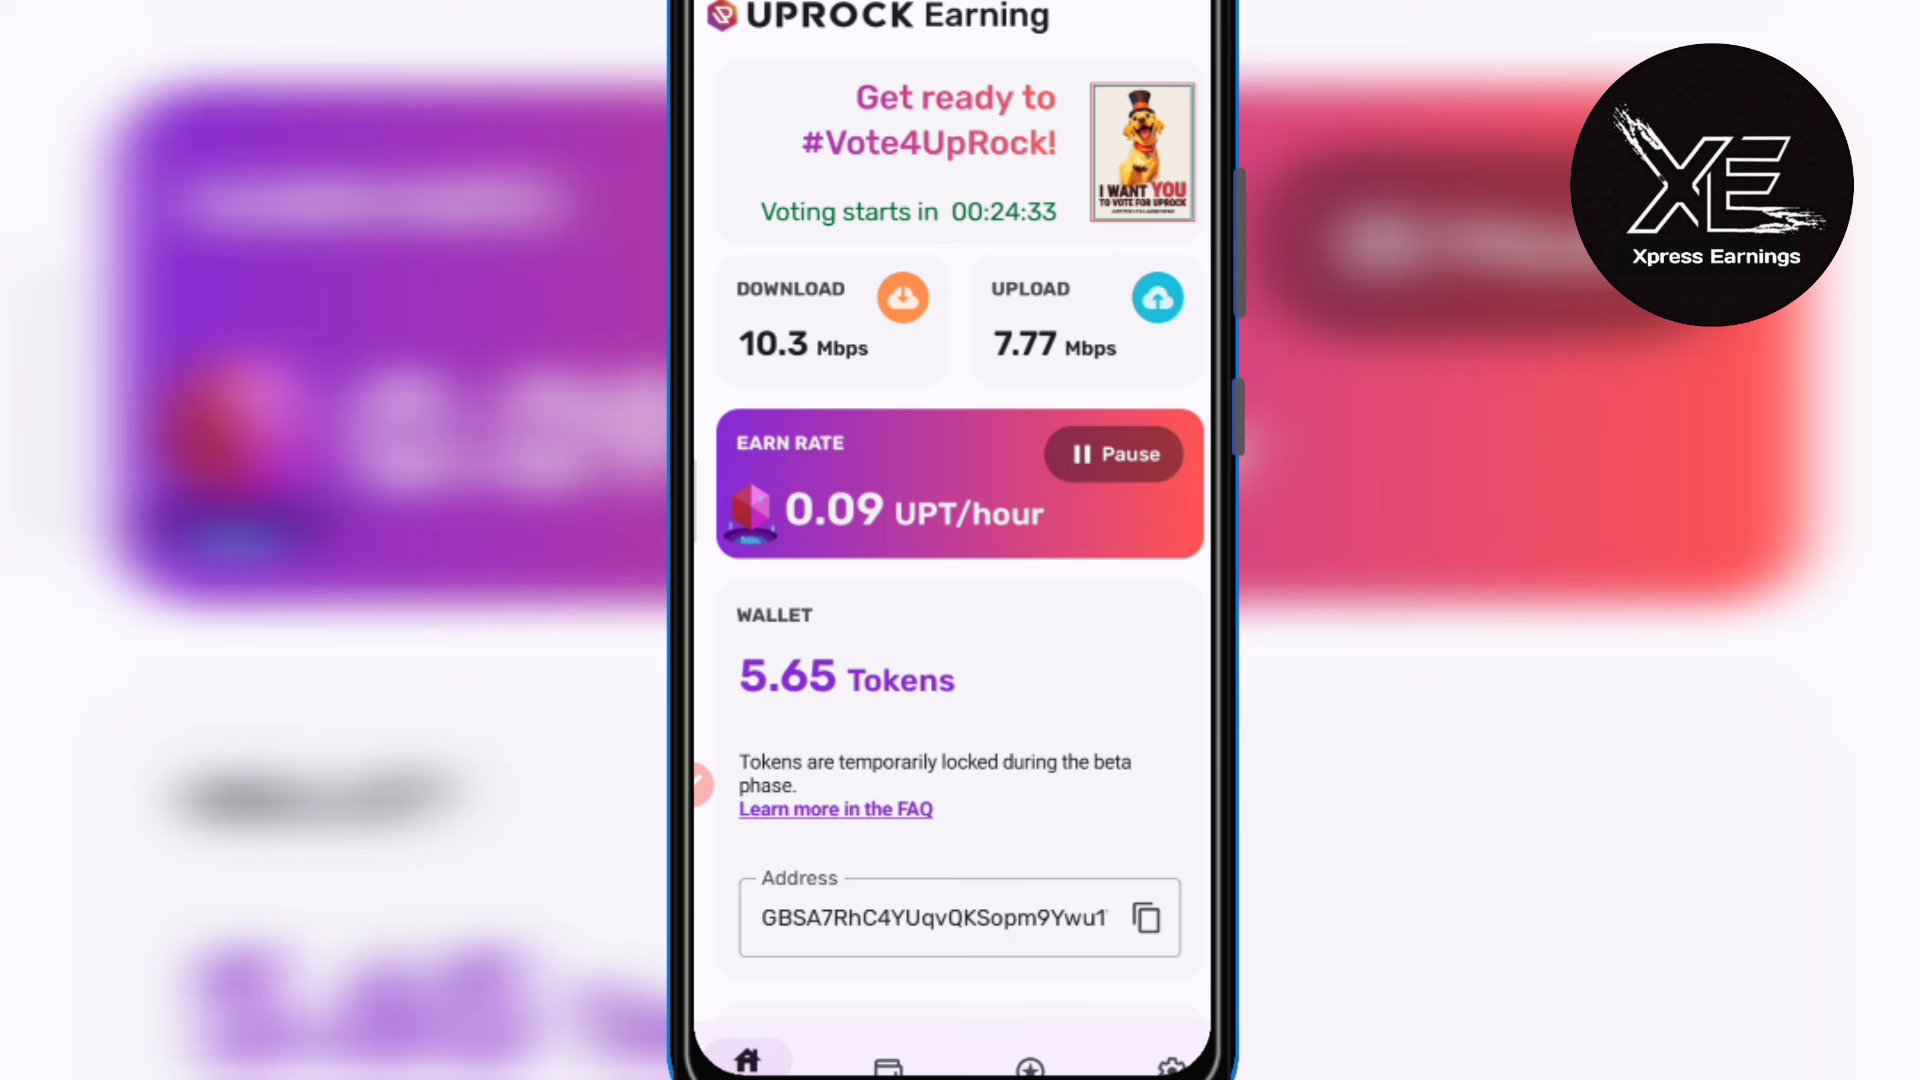 UPROCK Earning
Get ready to
#Vote4UpRock!
Voting starts in 00:24:33
I WANT YOU
TO VOTE FOR UPROCK
DOWNLOAD
10.3 Mbps
UPLOAD
7.77 Mbps
EARN RATE
Pause
0.09 UPT/hour
WALLET
5.65 Tokens
Tokens are temporarily locked during the beta
phase.
Learn more in the FAQ
Address
GBSA7RhC4YUqvQKSopm9Ywu1
XE
Xpress Earnings